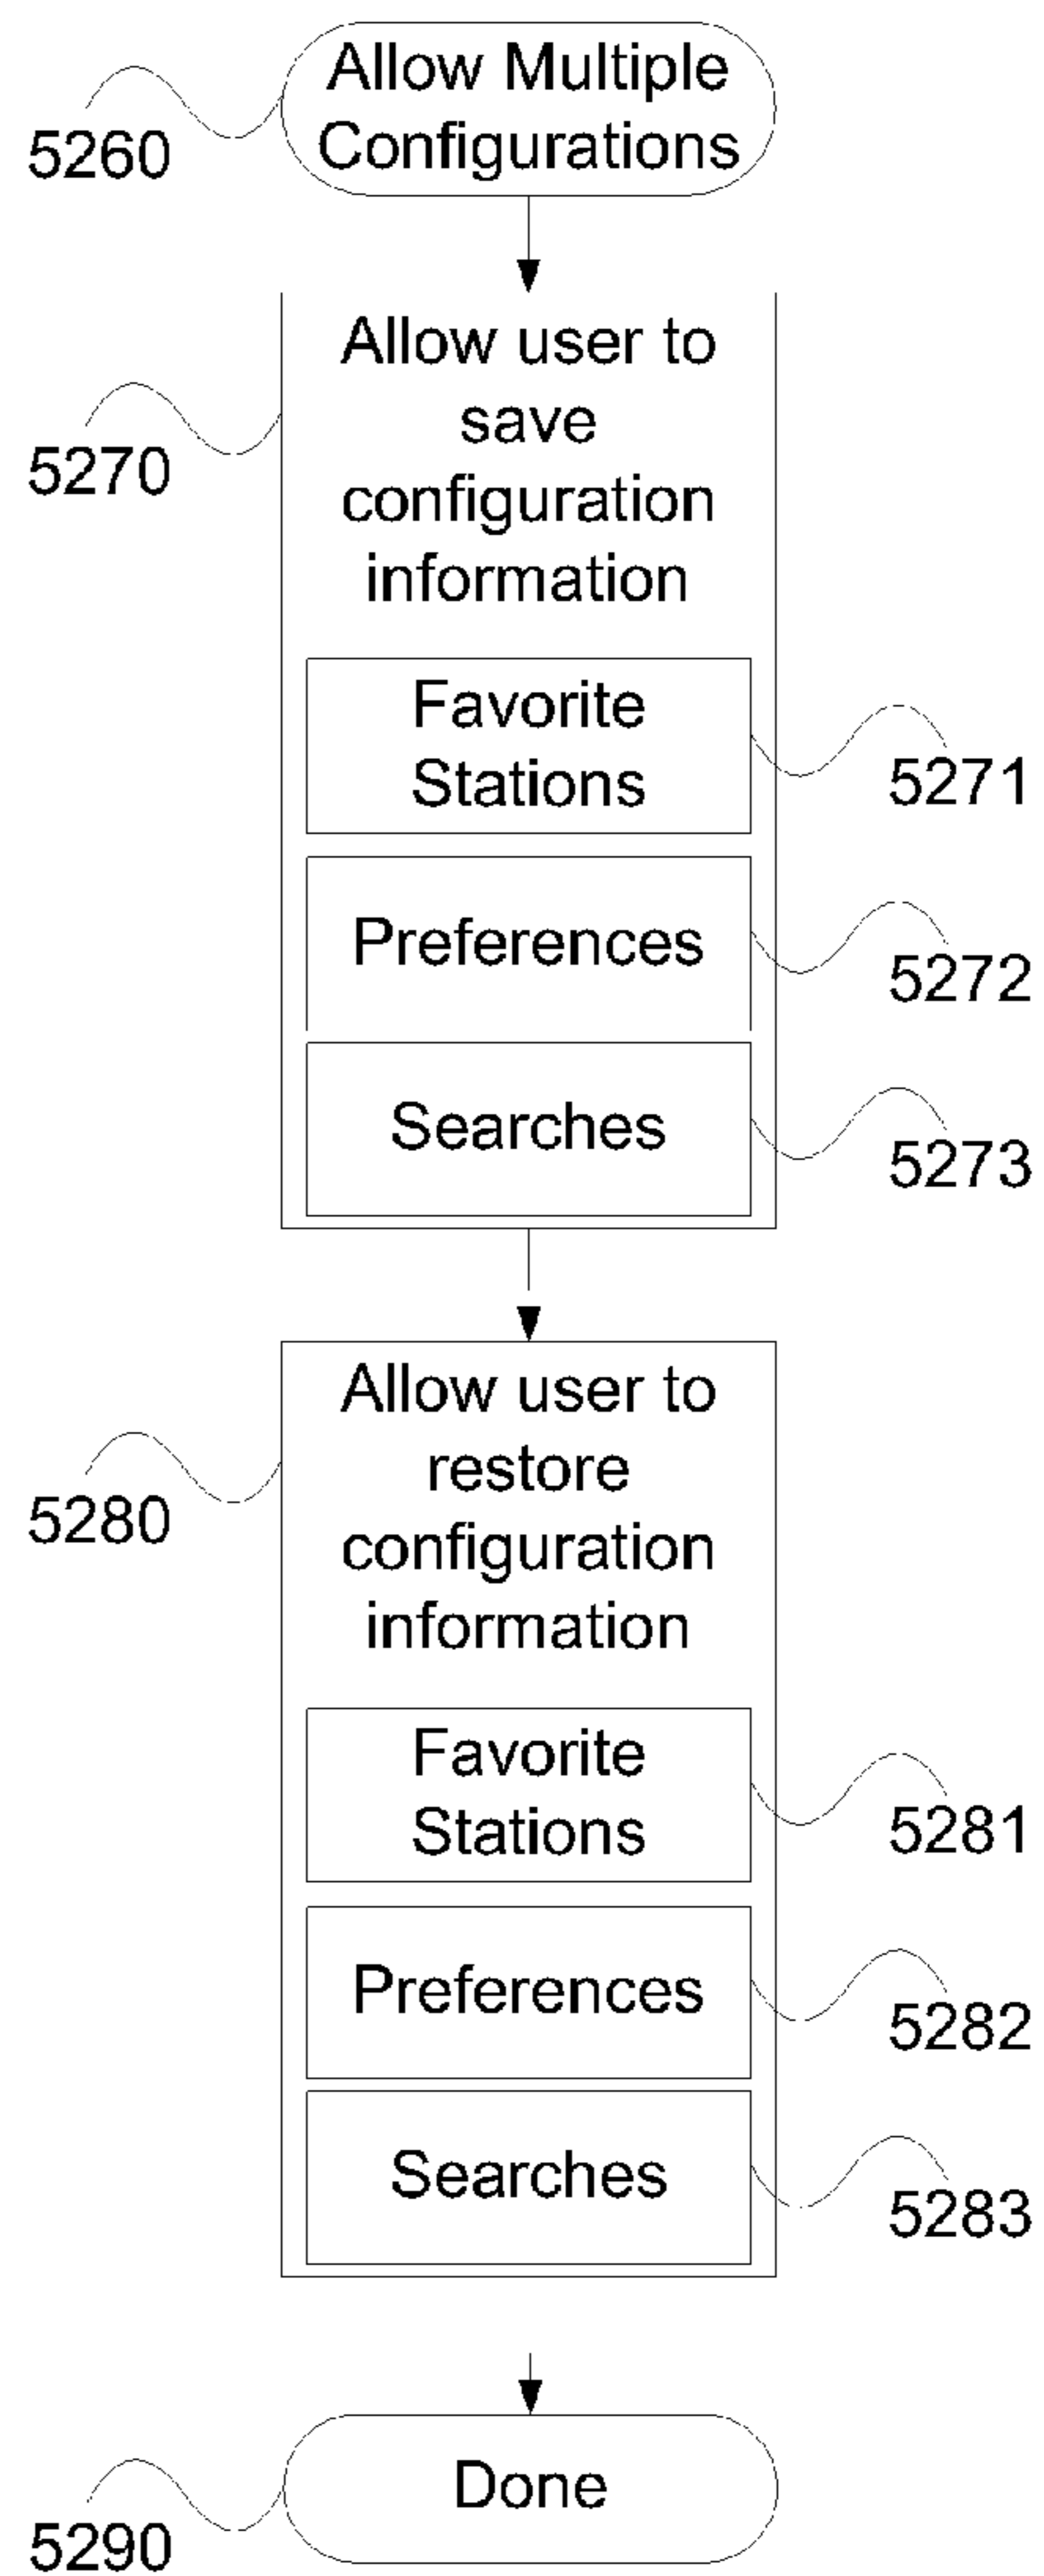 Allow Multiple
Configurations
5260
Allow user to
save
configuration
information
5270
Favorite
Stations
5271
Preferences
5272
Searches
5273
Allow user to
restore
configuration
information
5280
Favorite
Stations
5281
Preferences
5282
Searches
5283
Done
5290